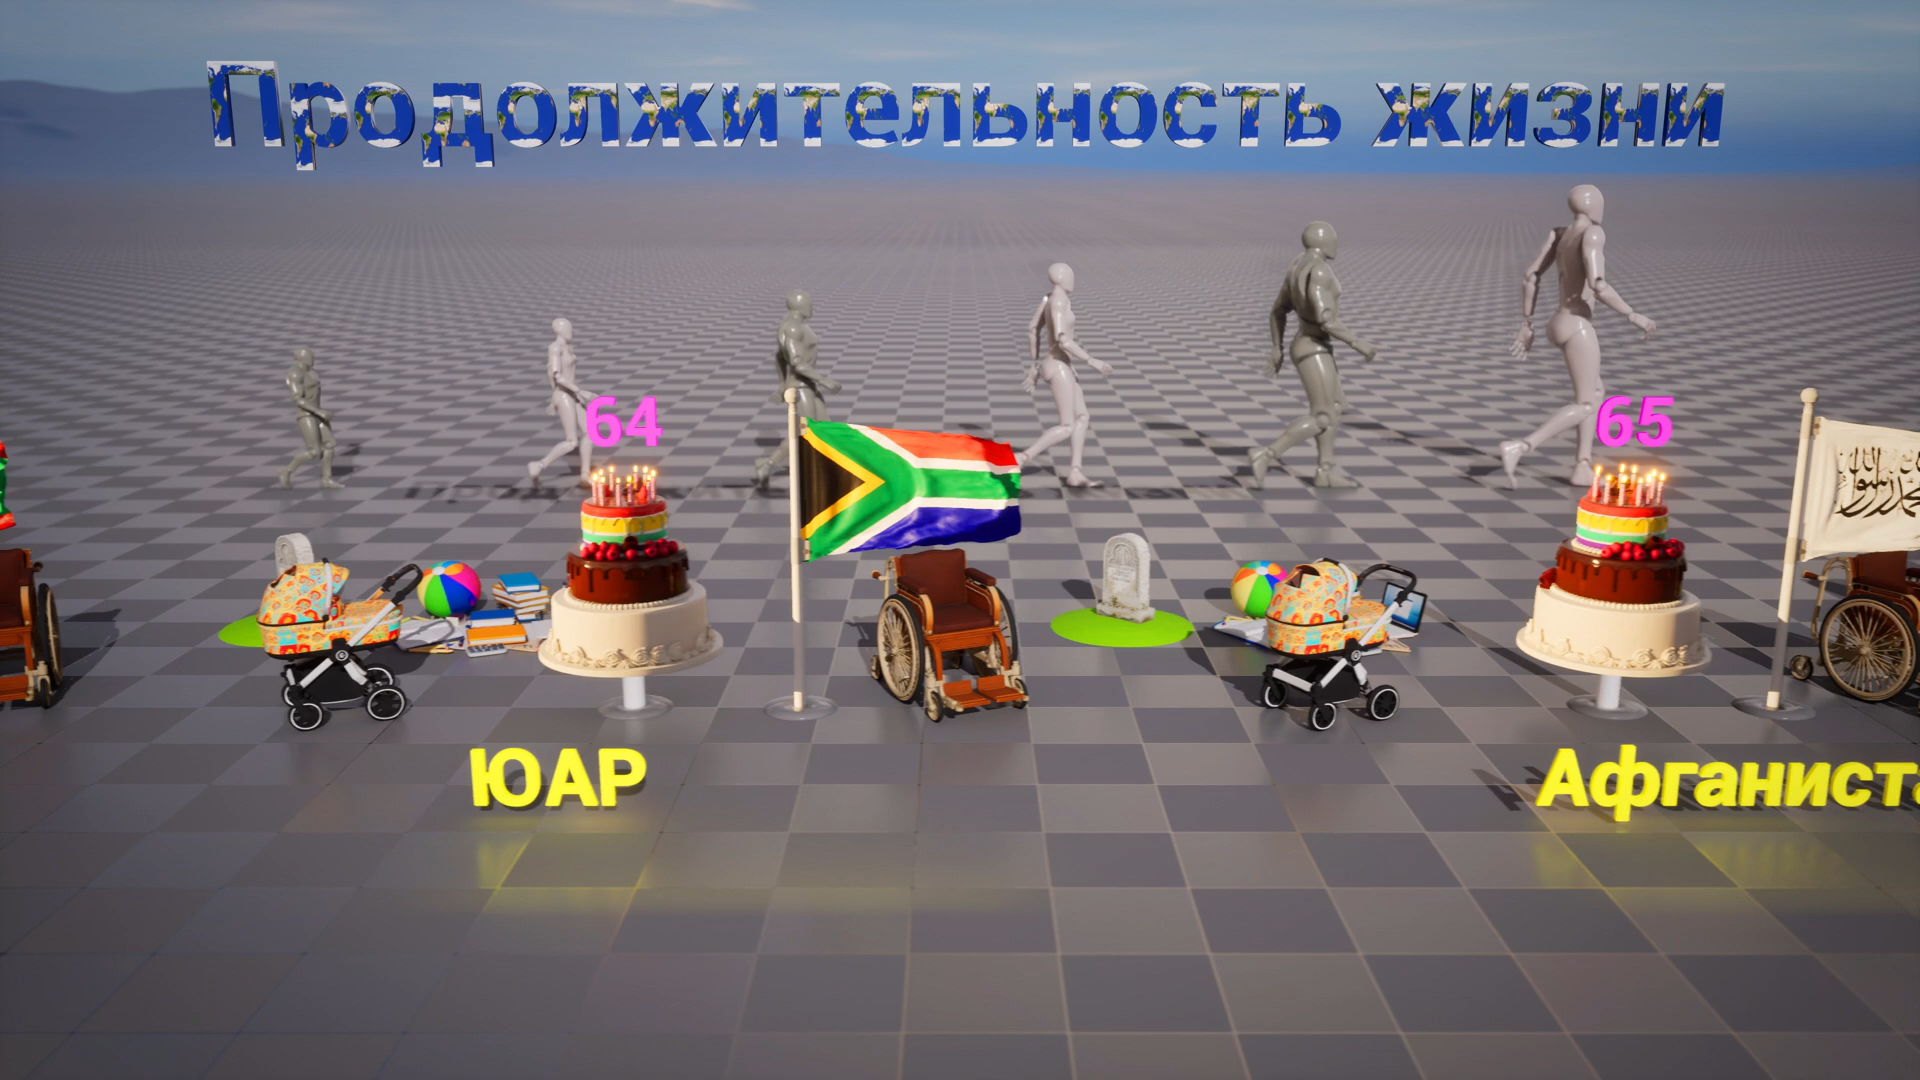 Продолжительность жизни
64
65
ЮАР
Афганиста